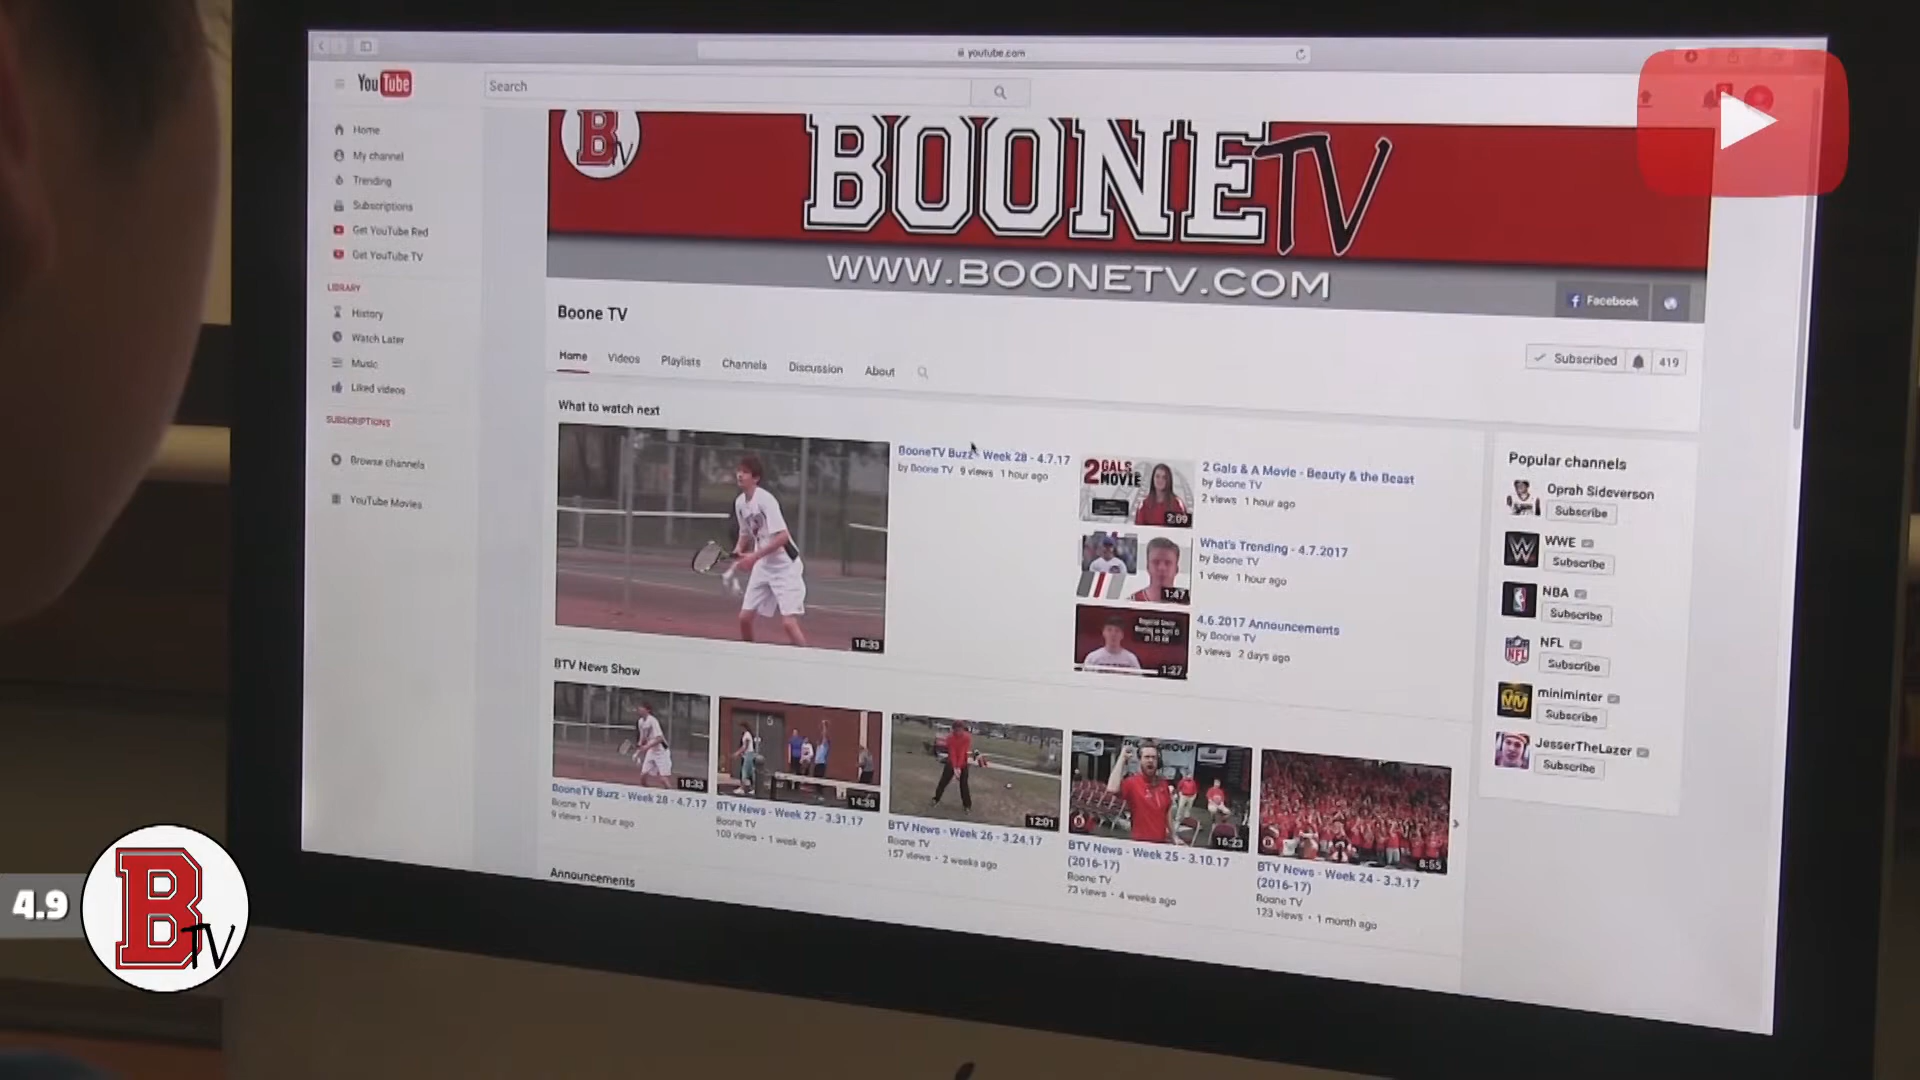 youtube.com
YouTube
Search
Home
My channel
Trending
Subscriptions
Get YouTube Red
Get YouTube TV
LIBRARY
History
Watch Later
Music
Liked videos
SUBSCRIPTIONS
Browse channels
YouTube Movies
B TV
BOONE TV
WWW.BOONETV.COM
Facebook
Boone TV
Subscribed 419
Home Videos Playlists Channels Discussion About
What to watch next
18:33
BooneTV Buzz - Week 28 - 4.7.17
by Boone TV 9 views 1 hour ago
2 GALS
MOVIE
2:09
2 Gals & A Movie - Beauty & the Beast
by Boone TV
2 views 1 hour ago
1:47
What's Trending - 4.7.2017
by Boone TV
1 view 1 hour ago
1:27
4.6.2017 Announcements
by Boone TV
3 views 2 days ago
Popular channels
Oprah Sideverson
Subscribe
WWE
Subscribe
NBA
Subscribe
NFL
NFL
Subscribe
miniminter
Subscribe
JesserTheLazer
Subscribe
BTV News Show
18:33
BooneTV Buzz - Week 28 - 4.7.17
Boone TV
9 views • 1 hour ago
14:38
BTV News - Week 27 - 3.31.17
Boone TV
100 views • 1 week ago
12:01
BTV News - Week 26 - 3.24.17
Boone TV
157 views • 2 weeks ago
GROUP
16:23
BTV News - Week 25 - 3.10.17
(2016-17)
Boone TV
73 views • 4 weeks ago
8:55
BTV News - Week 24 - 3.3.17
(2016-17)
Boone TV
123 views • 1 month ago
Announcements
4.9
B TV